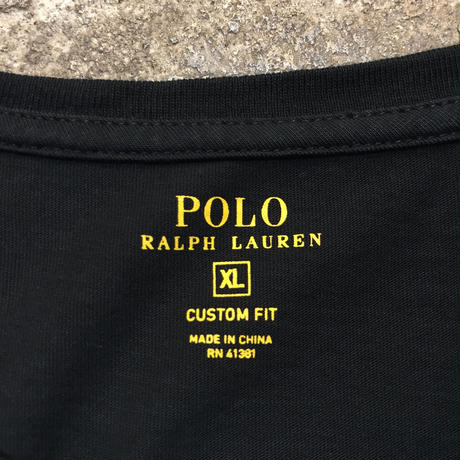 POLO
RALPH LAUREN
XL
CUSTOM FIT
MADE IN CHINA
RN 41381